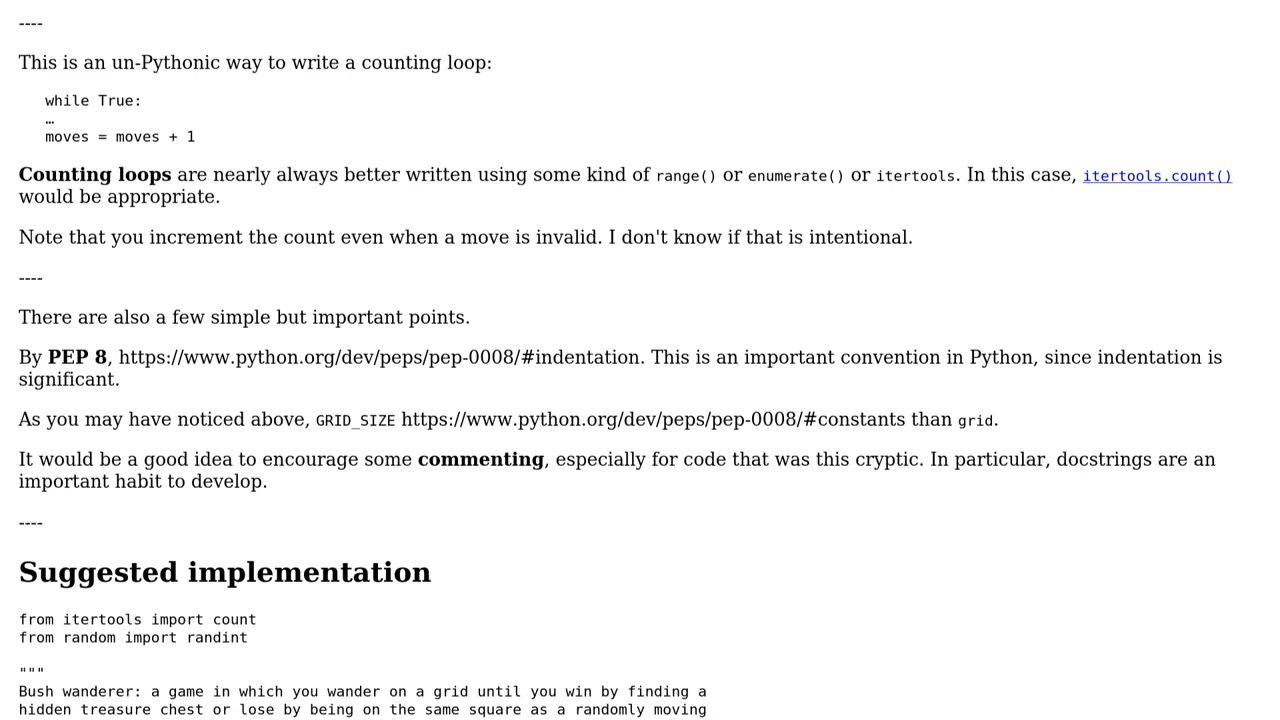 ----
This is an un-Pythonic way to write a counting loop:
while True:
…
moves = moves + 1
Counting loops are nearly always better written using some kind of range() or enumerate() or itertools. In this case, itertools.count()
would be appropriate.
Note that you increment the count even when a move is invalid. I don't know if that is intentional.
----
There are also a few simple but important points.
By PEP 8, https://www.python.org/dev/peps/pep-0008/#indentation. This is an important convention in Python, since indentation is
significant.
As you may have noticed above, GRID_SIZE https://www.python.org/dev/peps/pep-0008/#constants than grid.
It would be a good idea to encourage some commenting, especially for code that was this cryptic. In particular, docstrings are an
important habit to develop.
----
Suggested implementation
from itertools import count
from random import randint
"""
Bush wanderer: a game in which you wander on a grid until you win by finding a
hidden treasure chest or lose by being on the same square as a randomly moving